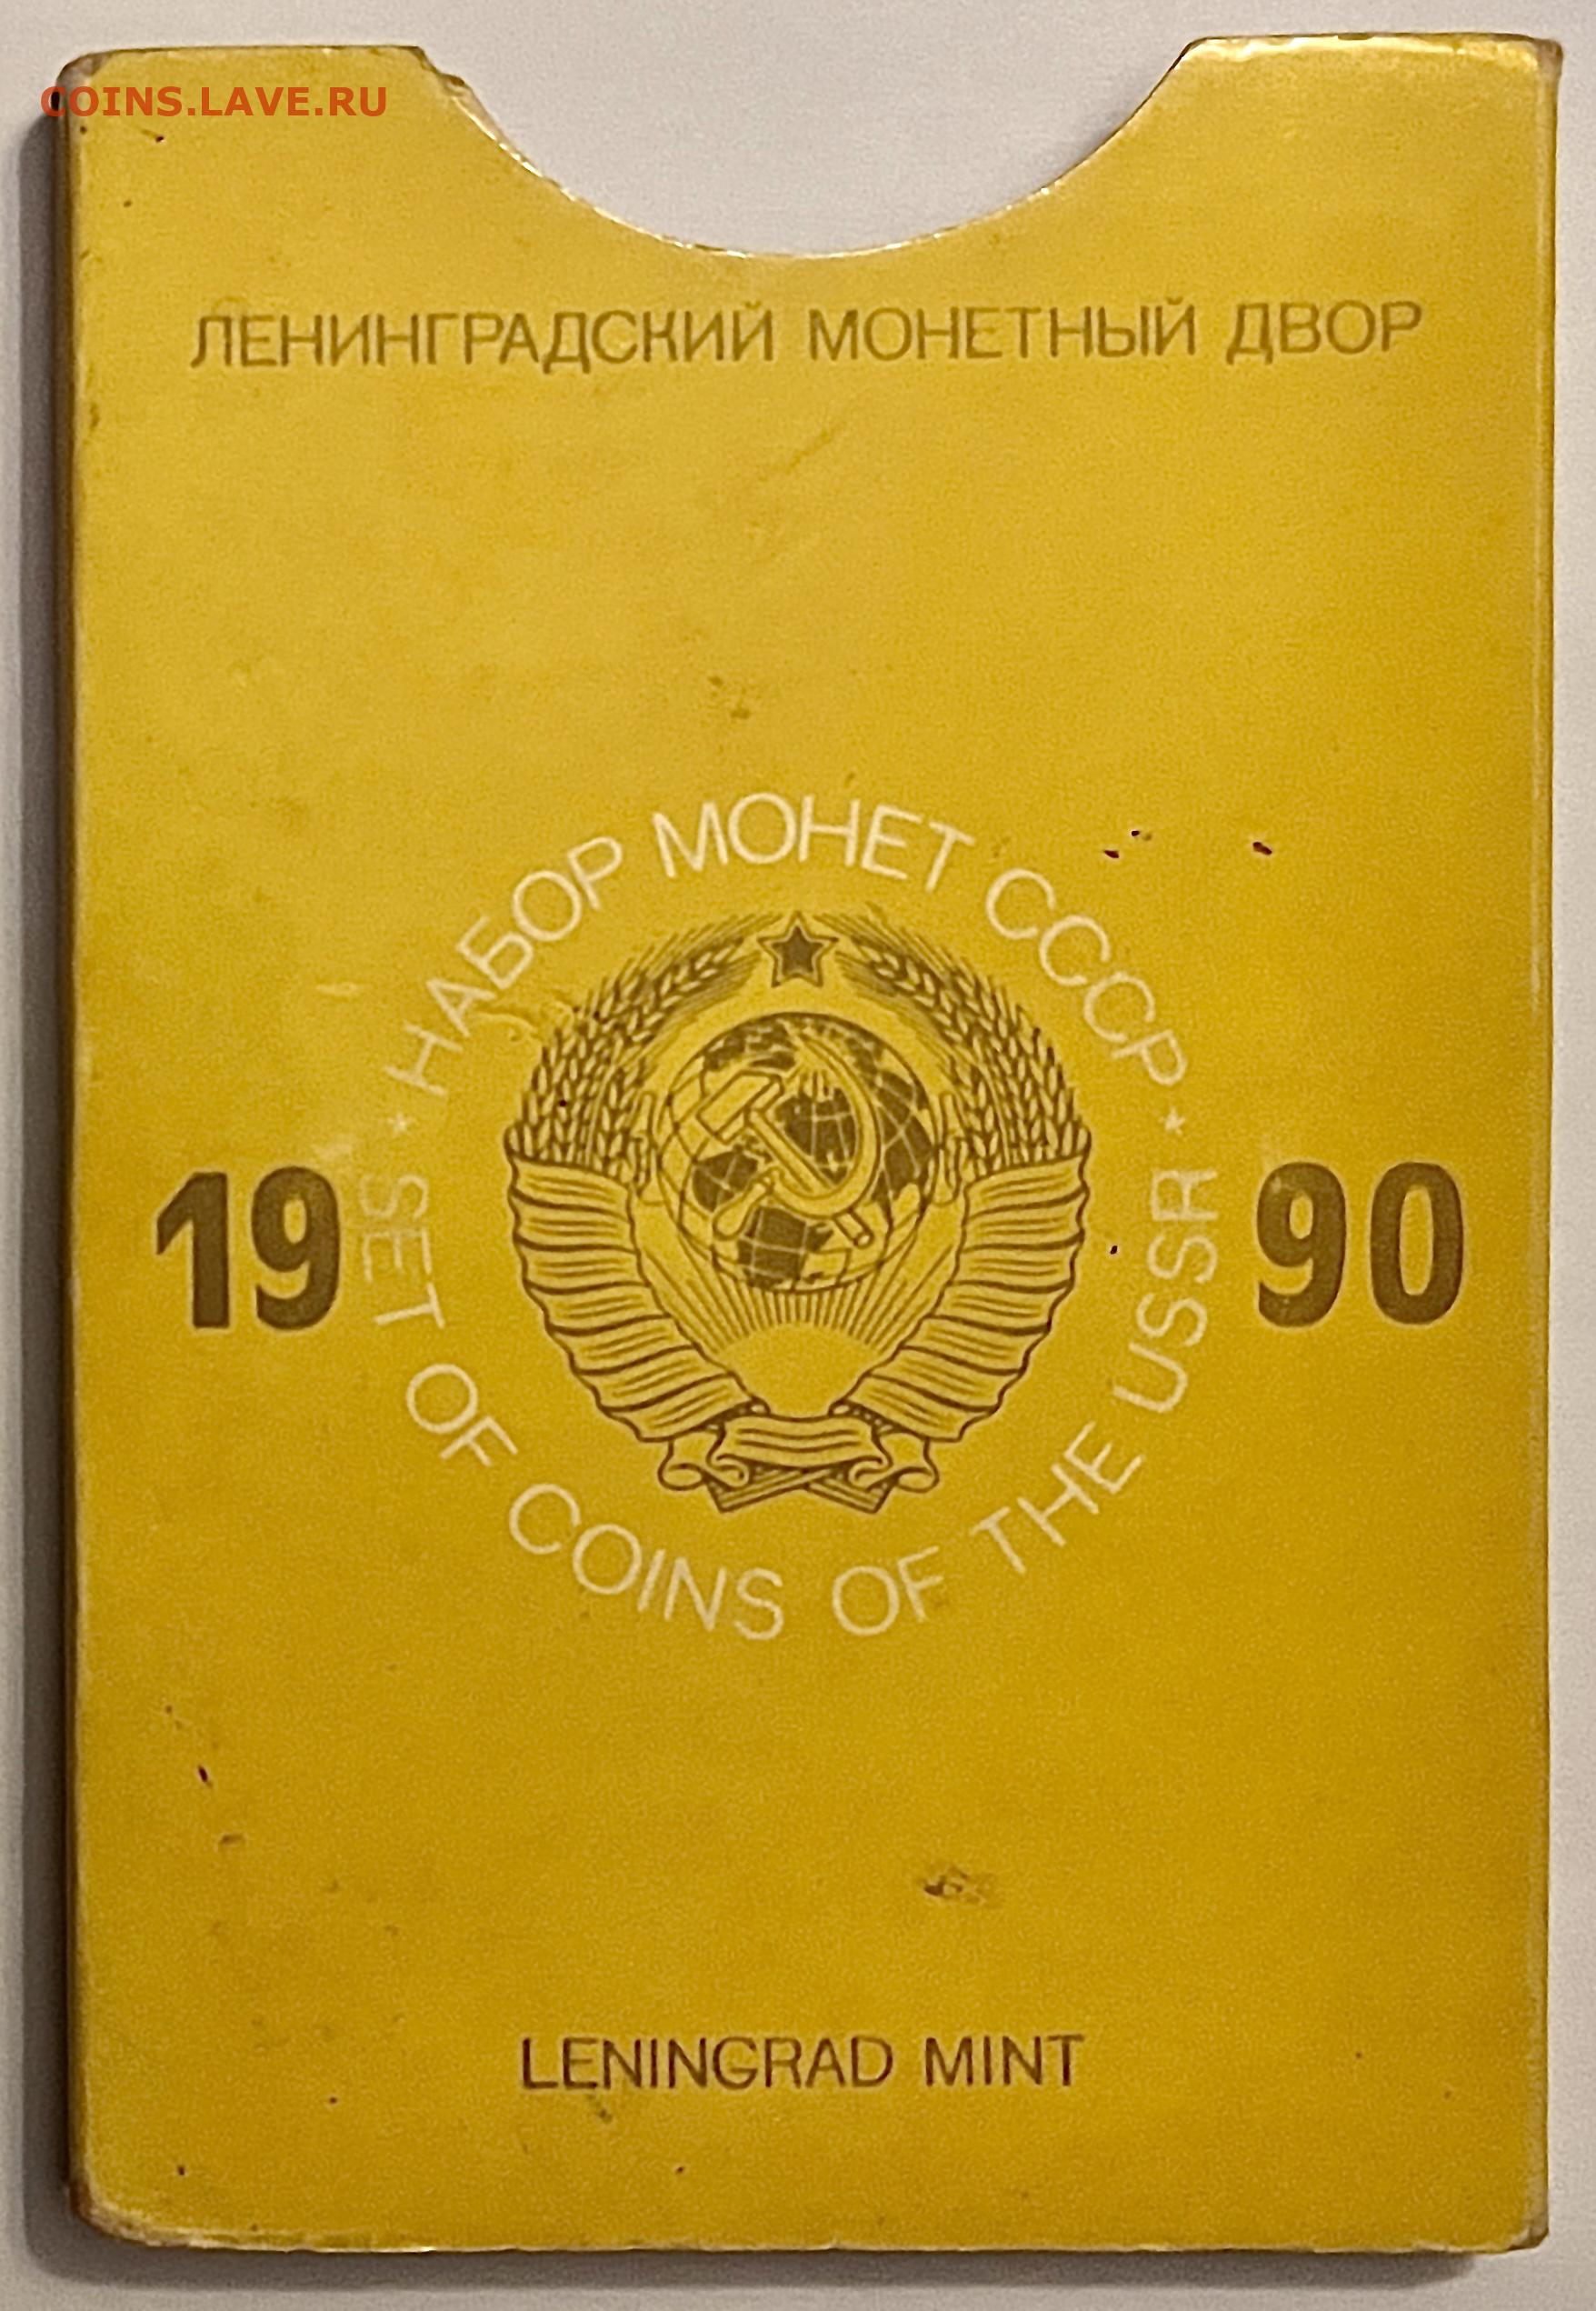 COINS.LAVE.RU
ЛЕНИНГРАДСКИЙ МОНЕТНЫЙ ДВОР
НАБОР МОНЕТ СССР
19 90
SET OF COINS OF THE USSR
LENINGRAD MINT